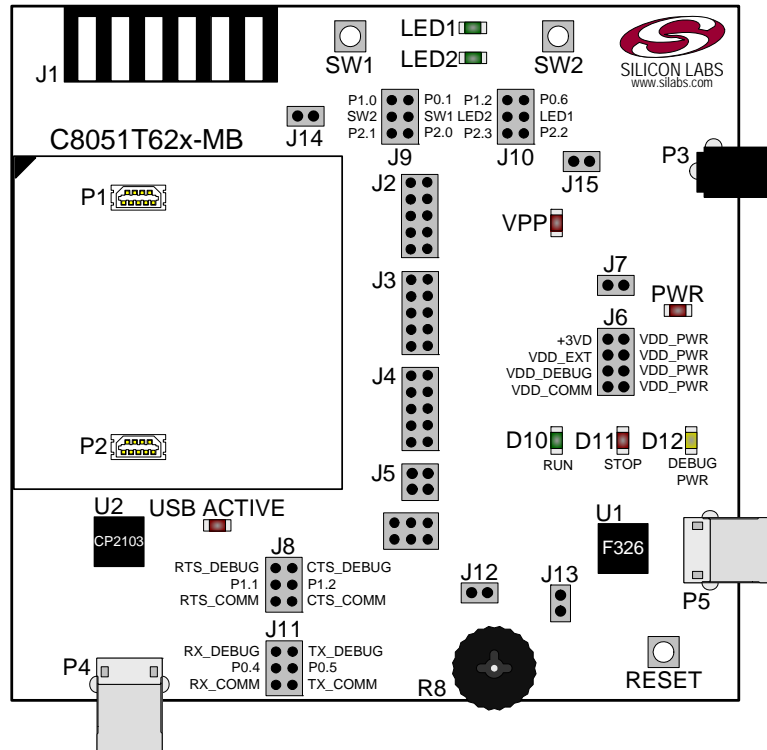 J1
SW1
LED1
LED2
SW2
SILICON LABS
www.silabs.com
C8051T62x-MB
J14
P1.0 P0.1
SW2 SW1
P2.1 P2.0
J9
P1.2 P0.6
LED2 LED1
P2.3 P2.2
J10
J15
P3
P1
J2
VPP
J3
J7
PWR
J6
+3VD VDD_PWR
VDD_EXT VDD_PWR
VDD_DEBUG VDD_PWR
VDD_COMM VDD_PWR
J4
P2
D10
RUN
D11
STOP
D12
DEBUG
PWR
J5
U2
CP2103
USB ACTIVE
U1
F326
J8
RTS_DEBUG CTS_DEBUG
P1.1 P1.2
RTS_COMM CTS_COMM
J12
J13
P5
J11
RX_DEBUG TX_DEBUG
P0.4 P0.5
RX_COMM TX_COMM
P4
R8
RESET